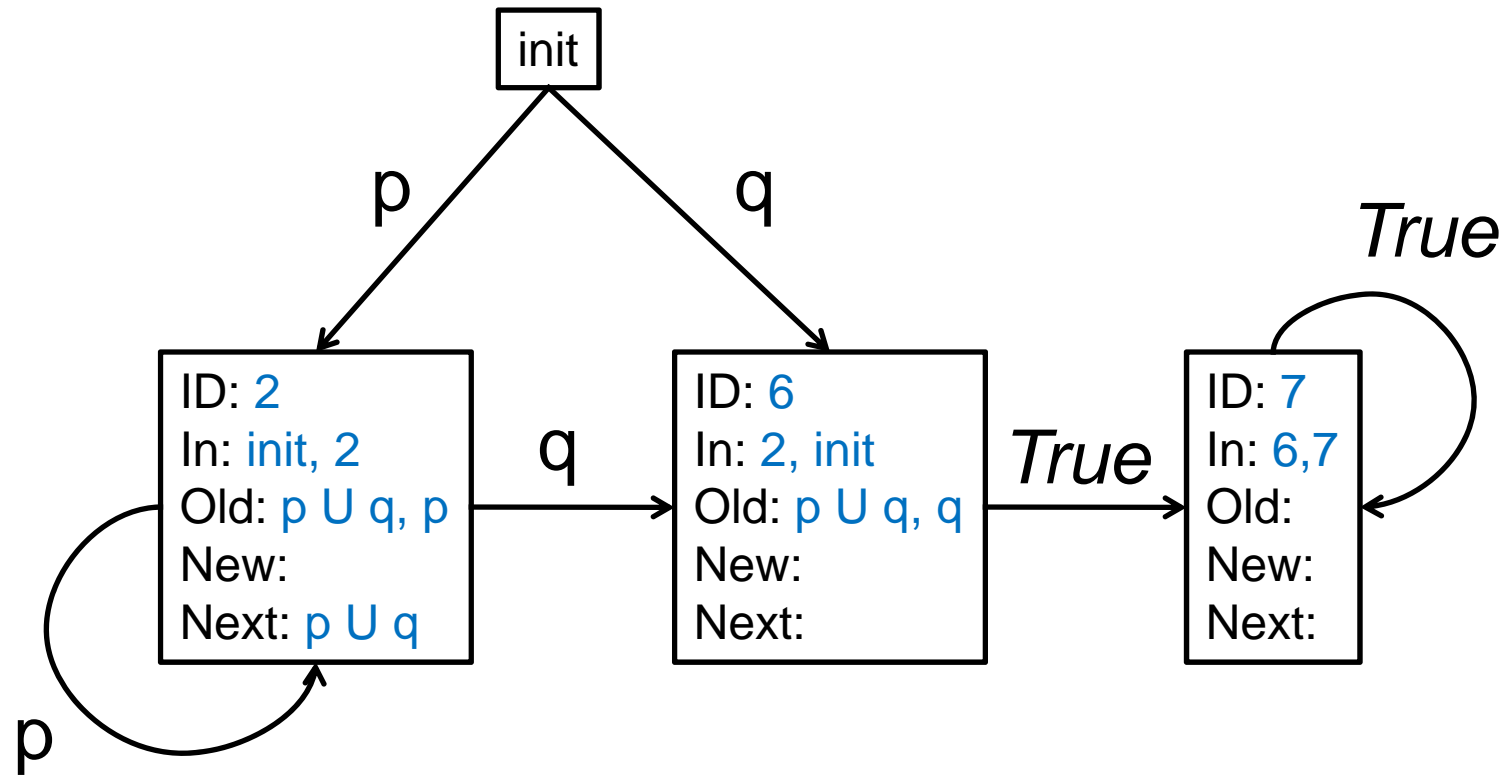 init
p
q
True
ID: 2
In: init, 2
Old: p U q, p
New:
Next: p U q
q
ID: 6
In: 2, init
Old: p U q, q
New:
Next:
True
ID: 7
In: 6,7
Old:
New:
Next:
p